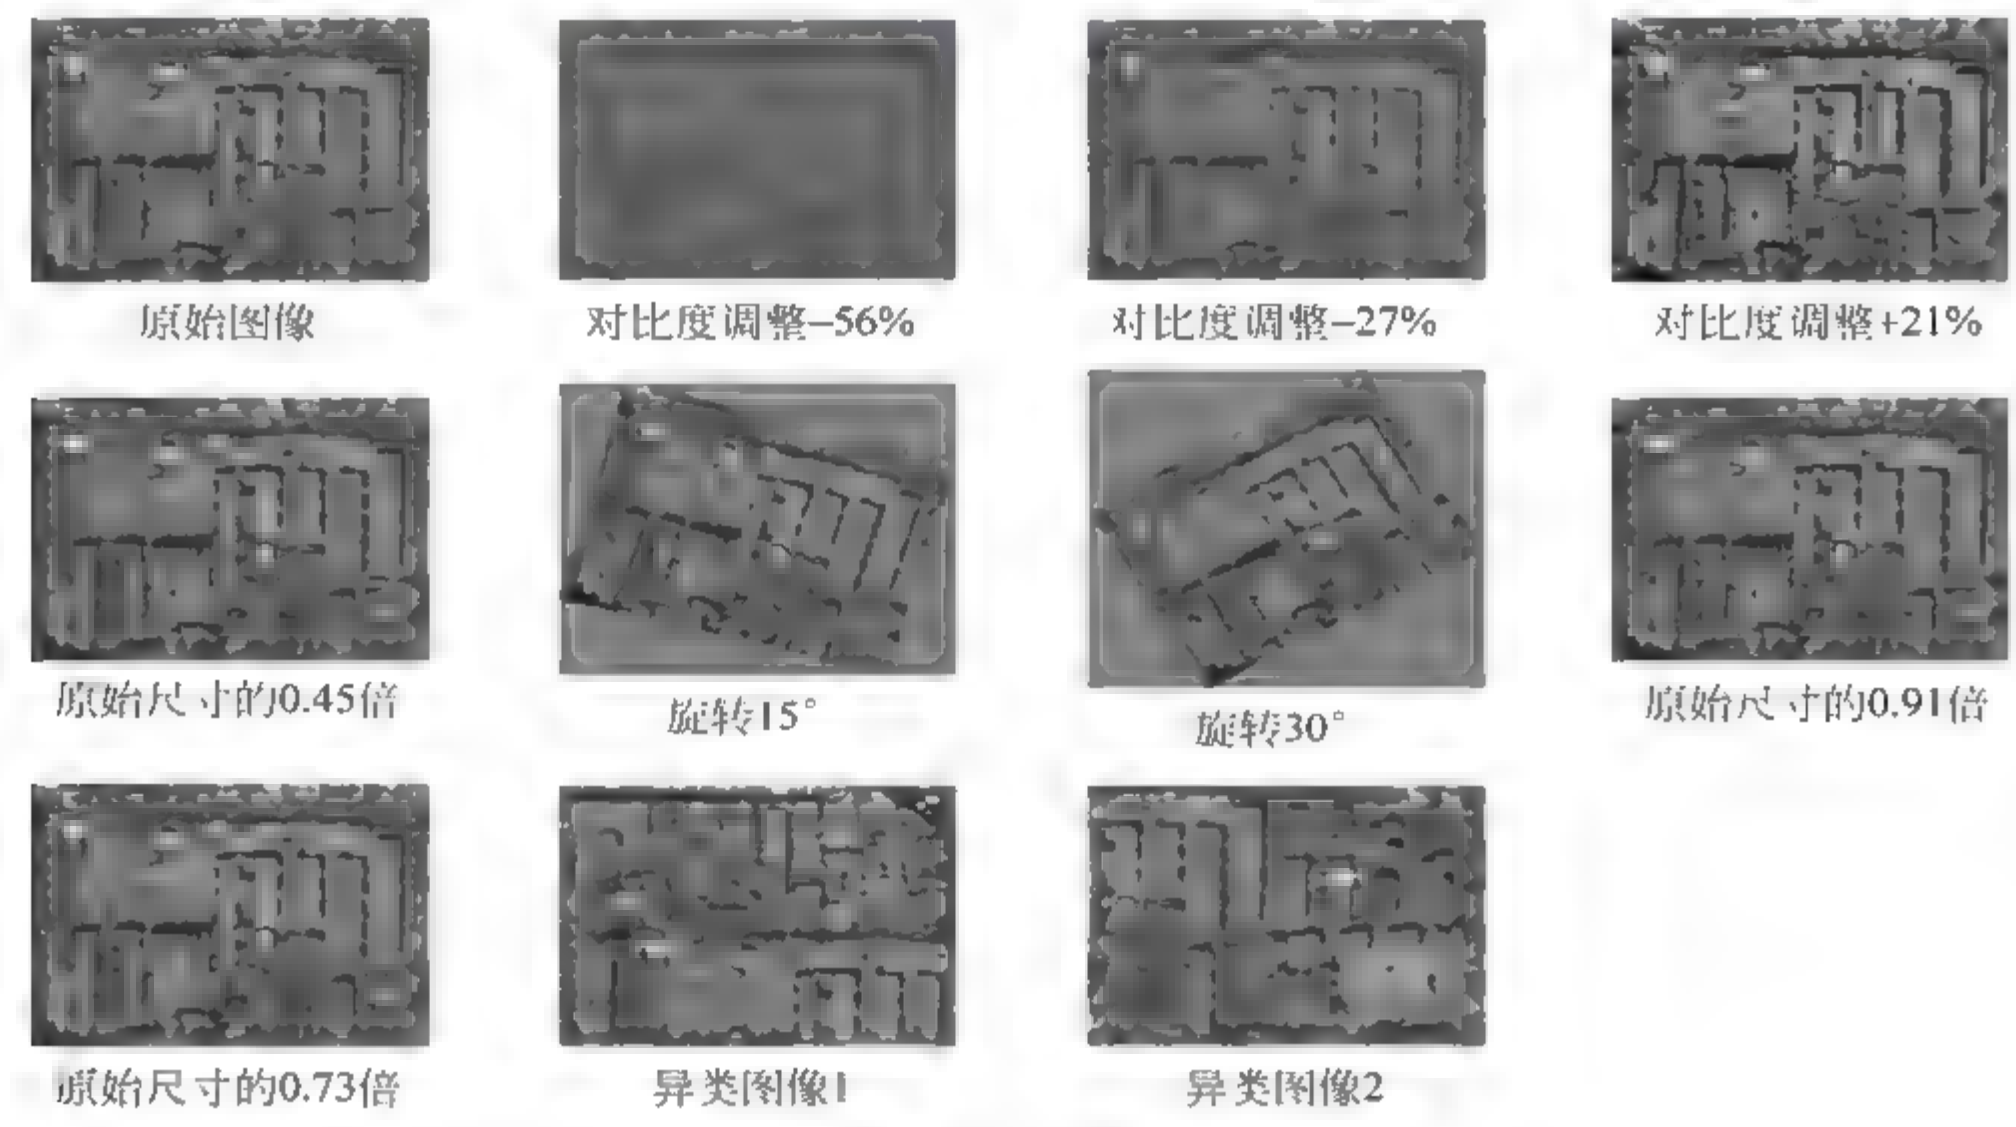 原始图像
对比度调整–56%
对比度调整–27%
对比度调整+21%
原始尺寸的0.45倍
旋转15°
旋转30°
原始尺寸的0.91倍
原始尺寸的0.73倍
异类图像1
异类图像2